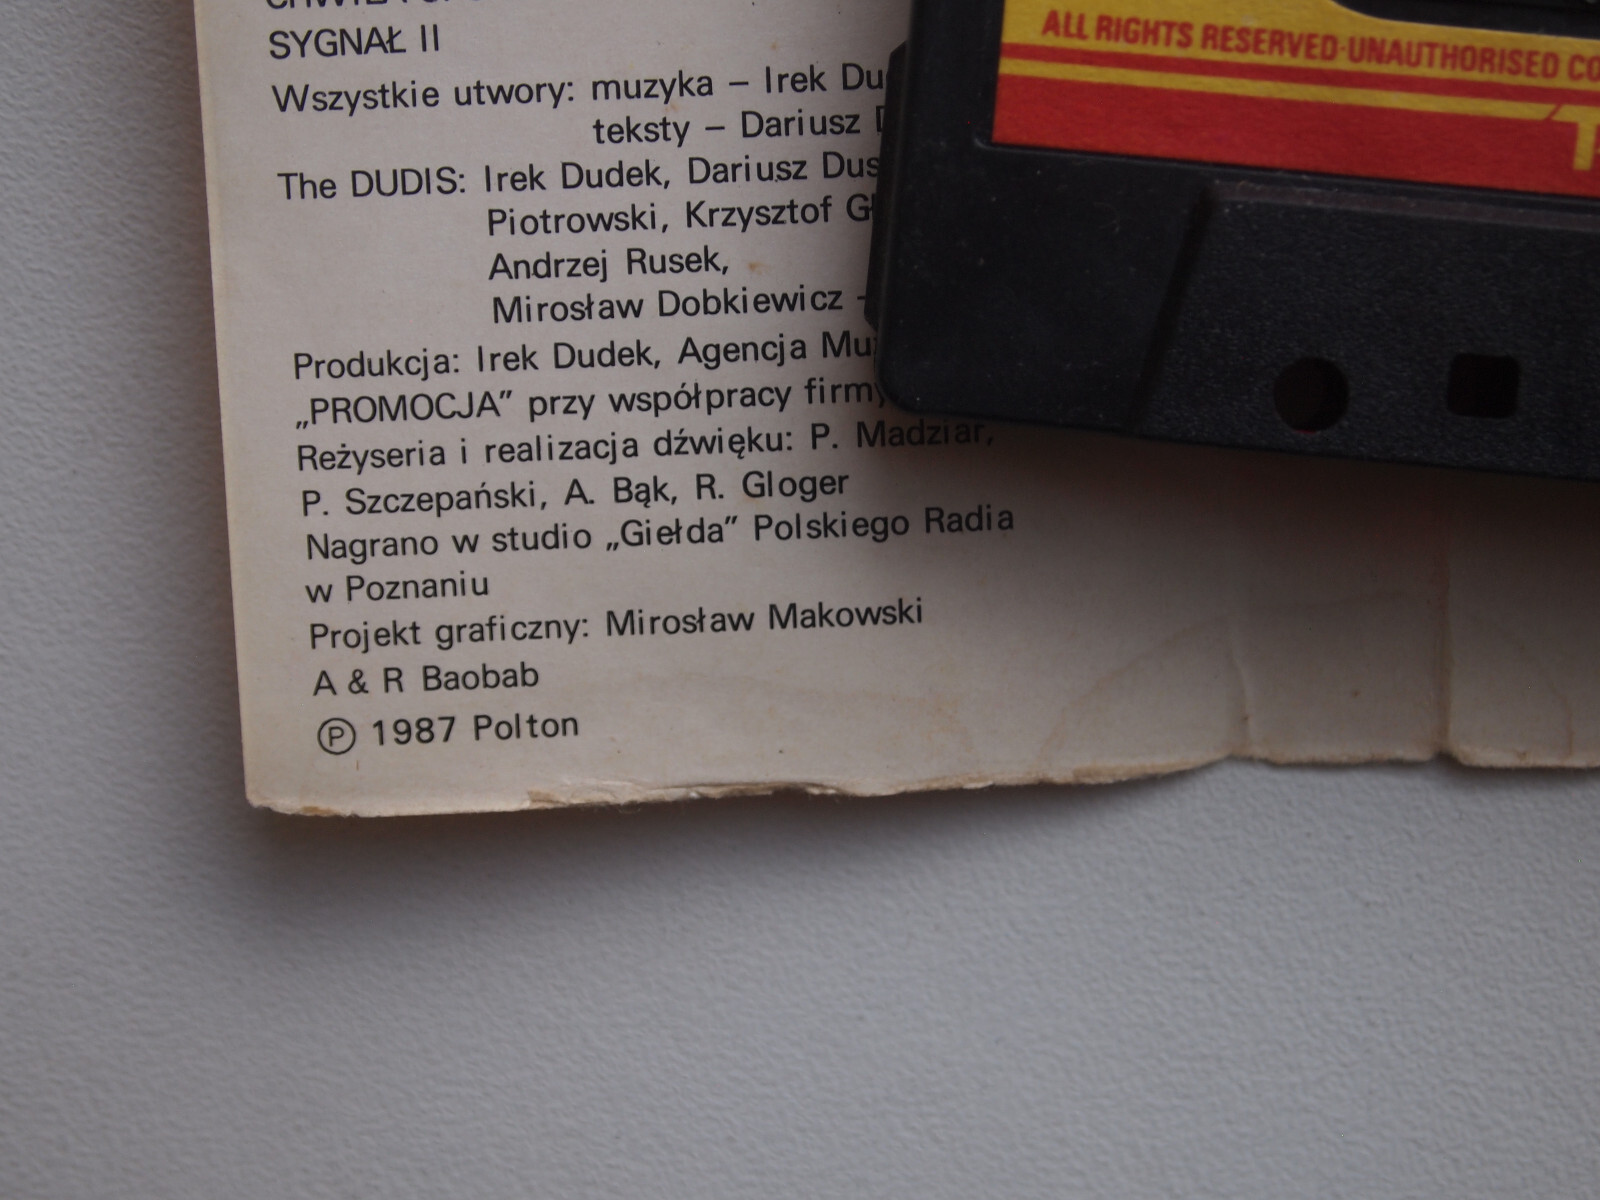 SYGNAŁ II
Wszystkie utwory: muzyka – Irek
teksty – Dariusz
The DUDIS: Irek Dudek, Dariusz
Piotrowski, Krzysztof
Andrzej Rusek,
Mirosław Dobkiewicz -
Produkcja: Irek Dudek, Agencja
„PROMOCJA” przy współpracy
Reżyseria i realizacja dźwięku: P. Madziar,
P. Szczepański, A. Bąk, R. Gloger
Nagrano w studio „Giełda” Polskiego Radia
w Poznaniu
Projekt graficzny: Mirosław Makowski
A & R Baobab
Ⓟ 1987 Polton
ALL RIGHTS RESERVED·UNAUTHORISED